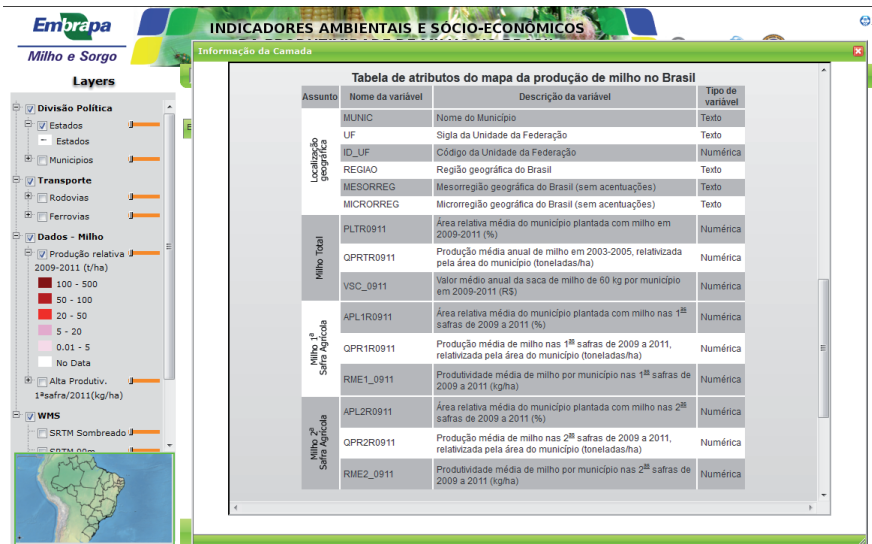 Embrapa
Milho e Sorgo
INDICADORES AMBIENTAIS E SÓCIO-ECONÔMICOS
Informação da Camada
Layers
Divisão Política
Estados
Estados
Municipios
Transporte
Rodovias
Ferrovias
Dados - Milho
Produção relativa
2009-2011 (t/ha)
100 - 500
50 - 100
20 - 50
5 - 20
0.01 - 5
No Data
Alta Produtiv.
1ªsafra/2011(kg/ha)
WMS
SRTM Sombreado
SRTM 90m
Tabela de atributos do mapa da produção de milho no Brasil
Assunto Nome da variável Descrição da variável Tipo de variável
Localização geográfica
MUNIC Nome do Município Texto
UF Sigla da Unidade da Federação Texto
ID_UF Código da Unidade da Federação Numérica
REGIAO Região geográfica do Brasil Texto
MESORREG Mesorregião geográfica do Brasil (sem acentuações) Texto
MICRORREG Microrregião geográfica do Brasil (sem acentuações) Texto
Milho Total
PLTR0911 Área relativa média do município plantada com milho em
2009-2011 (%) Numérica
QPRTR0911 Produção média anual de milho em 2003-2005, relativizada
pela área do município (toneladas/ha) Numérica
VSC_0911 Valor médio anual da saca de milho de 60 kg por município
em 2009-2011 (R$) Numérica
Milho 1ª
Safra Agrícola
APL1R0911 Área relativa média do município plantada com milho nas 1ªˢ
safras de 2009 a 2011 (%) Numérica
QPR1R0911 Produção média de milho nas 1ªˢ safras de 2009 a 2011,
relativizada pela área do município (toneladas/ha) Numérica
RME1_0911 Produtividade média de milho por município nas 1ªˢ safras de
2009 a 2011 (kg/ha) Numérica
Milho 2ª
Safra Agrícola
APL2R0911 Área relativa média do município plantada com milho nas 2ªˢ
safras de 2009 a 2011 (%) Numérica
QPR2R0911 Produção média de milho nas 2ªˢ safras de 2009 a 2011,
relativizada pela área do município (toneladas/ha) Numérica
RME2_0911 Produtividade média de milho por município nas 2ªˢ safras de
2009 a 2011 (kg/ha) Numérica